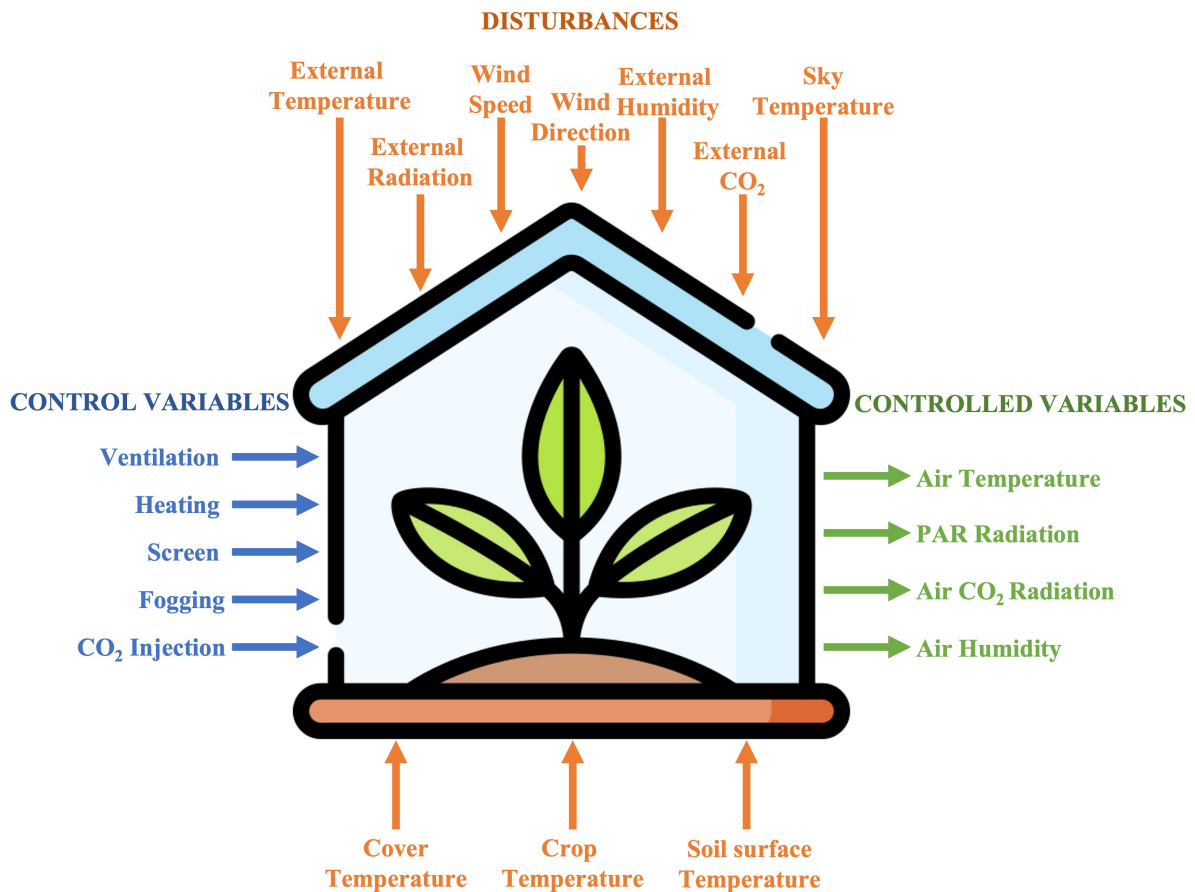 DISTURBANCES
External
Temperature
External
Radiation
Wind
Speed
Wind
Direction
External
Humidity
External
CO₂
Sky
Temperature
CONTROL VARIABLES
Ventilation
Heating
Screen
Fogging
CO₂ Injection
CONTROLLED VARIABLES
Air Temperature
PAR Radiation
Air CO₂ Radiation
Air Humidity
Cover
Temperature
Crop
Temperature
Soil surface
Temperature